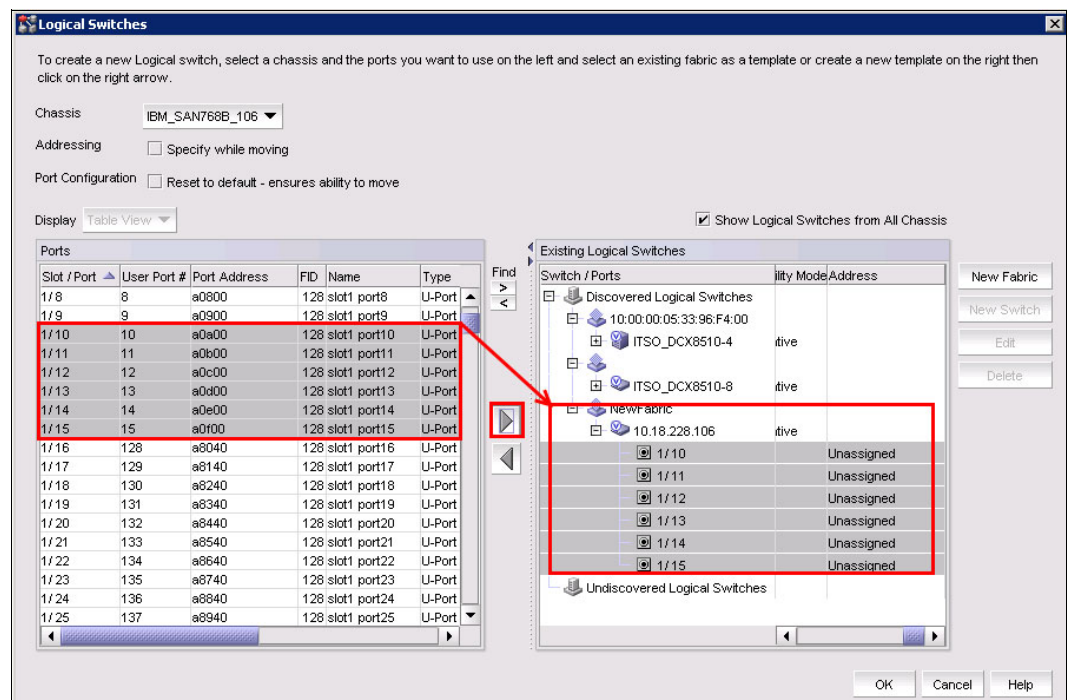 Logical Switches
To create a new Logical switch, select a chassis and the ports you want to use on the left and select an existing fabric as a template or create a new template on the right then
click on the right arrow.
Chassis IBM_SAN768B_106
Addressing Specify while moving
Port Configuration Reset to default - ensures ability to move
Display Table View Show Logical Switches from All Chassis
Ports
Slot / Port User Port # Port Address FID Name Type
1/ 8 8 a0800 128 slot1 port8 U-Port
1/ 9 9 a0900 128 slot1 port9 U-Port
1/ 10 10 a0a00 128 slot1 port10 U-Port
1/ 11 11 a0b00 128 slot1 port11 U-Port
1/ 12 12 a0c00 128 slot1 port12 U-Port
1/ 13 13 a0d00 128 slot1 port13 U-Port
1/ 14 14 a0e00 128 slot1 port14 U-Port
1/ 15 15 a0f00 128 slot1 port15 U-Port
1/ 16 128 a8040 128 slot1 port16 U-Port
1/ 17 129 a8140 128 slot1 port17 U-Port
1/ 18 130 a8240 128 slot1 port18 U-Port
1/ 19 131 a8340 128 slot1 port19 U-Port
1/ 20 132 a8440 128 slot1 port20 U-Port
1/ 21 133 a8540 128 slot1 port21 U-Port
1/ 22 134 a8640 128 slot1 port22 U-Port
1/ 23 135 a8740 128 slot1 port23 U-Port
1/ 24 136 a8840 128 slot1 port24 U-Port
1/ 25 137 a8940 128 slot1 port25 U-Port
Find
>
<
Existing Logical Switches
Switch / Ports ility Mode Address
Discovered Logical Switches
10:00:00:05:33:96:F4:00
ITSO_DCX8510-4 ative
ITSO_DCX8510-8 ative
NewFabric
10.18.228.106 ative
1/ 10 Unassigned
1/ 11 Unassigned
1/ 12 Unassigned
1/ 13 Unassigned
1/ 14 Unassigned
1/ 15 Unassigned
Undiscovered Logical Switches
New Fabric
New Switch
Edit
Delete
OK Cancel Help